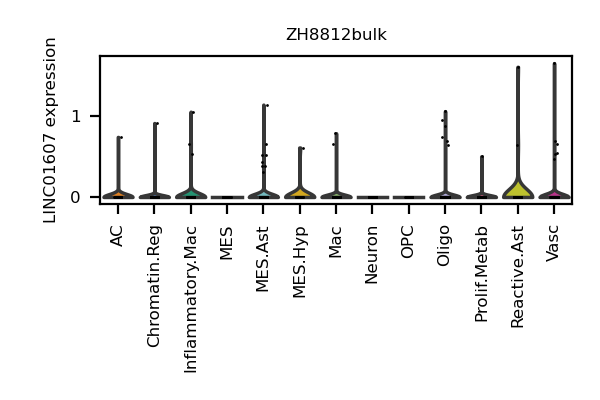 ZH8812bulk
LINC01607 expression
1
0
AC
Chromatin.Reg
Inflammatory.Mac
MES
MES.Ast
MES.Hyp
Mac
Neuron
OPC
Oligo
Prolif.Metab
Reactive.Ast
Vasc